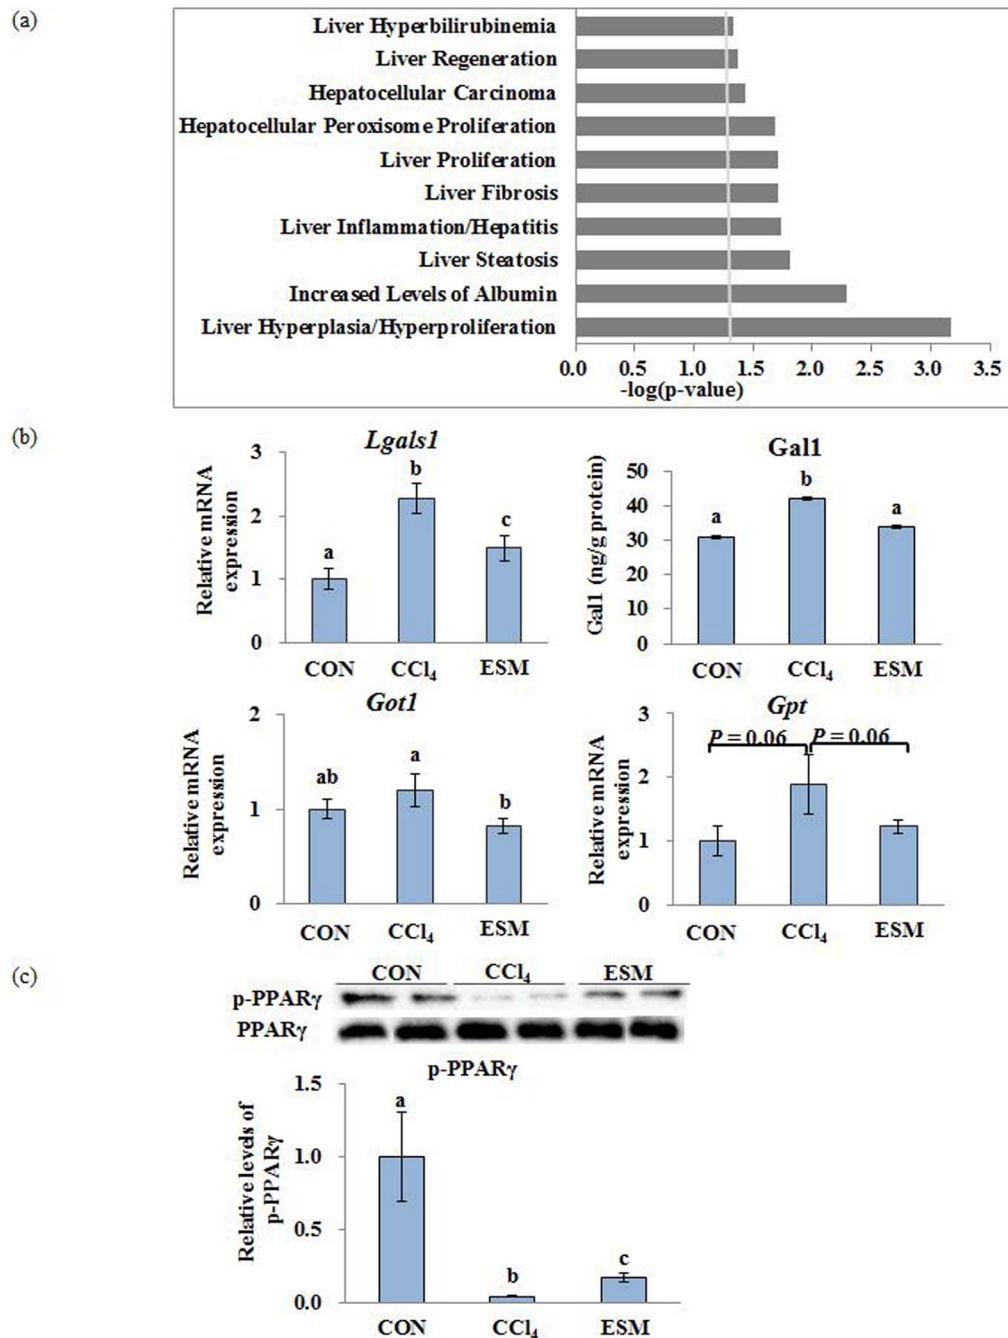 (a)
Liver Hyperbilirubinemia
Liver Regeneration
Hepatocellular Carcinoma
Hepatocellular Peroxisome Proliferation
Liver Proliferation
Liver Fibrosis
Liver Inflammation/Hepatitis
Liver Steatosis
Increased Levels of Albumin
Liver Hyperplasia/Hyperproliferation
0.0 0.5 1.0 1.5 2.0 2.5 3.0 3.5
-log(p-value)
(b)
Lgals1
Relative mRNA
expression
3
2
1
0
a
b
c
CON CCl₄ ESM
Gal1
Gal1 (ng/g protein)
50
40
30
20
10
0
a
b
a
CON CCl₄ ESM
Got1
Relative mRNA
expression
2
1
0
ab
a
b
CON CCl₄ ESM
Gpt
Relative mRNA
expression
3
2
1
0
P = 0.06 P = 0.06
CON CCl₄ ESM
(c)
CON CCl₄ ESM
p-PPARγ
PPARγ
p-PPARγ
Relative levels of
p-PPARγ
1.5
1.0
0.5
0.0
a
b
c
CON CCl₄ ESM